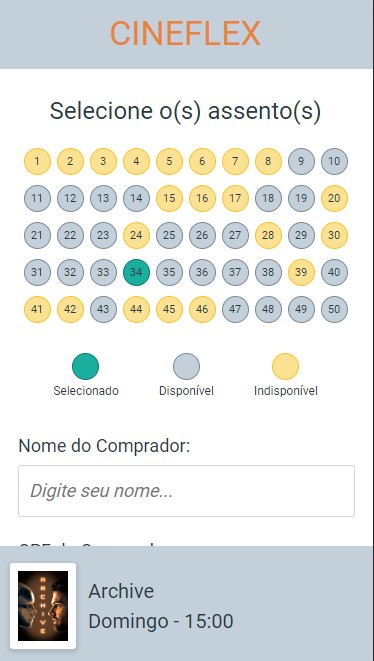 CINEFLEX
Selecione o(s) assento(s)
1 2 3 4 5 6 7 8 9 10
11 12 13 14 15 16 17 18 19 20
21 22 23 24 25 26 27 28 29 30
31 32 33 34 35 36 37 38 39 40
41 42 43 44 45 46 47 48 49 50
Selecionado Disponível Indisponível
Nome do Comprador:
Digite seu nome...
ARCHIVE
Archive
Domingo - 15:00